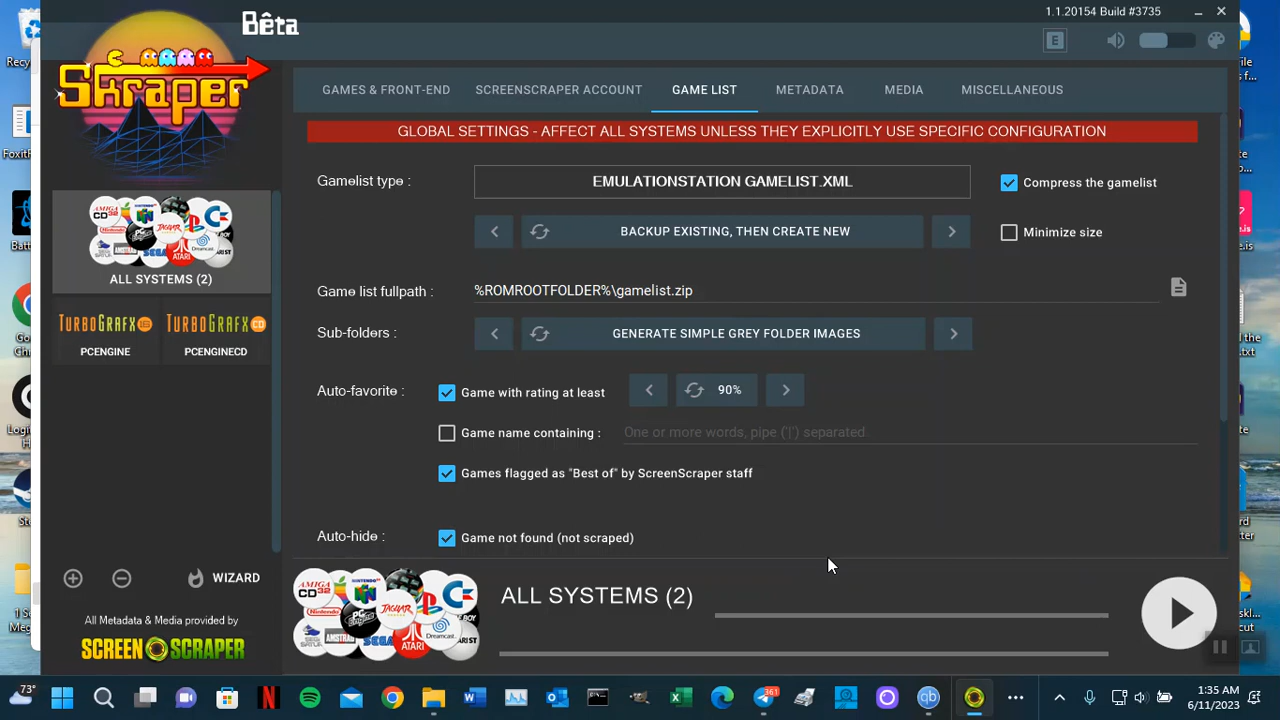 Bêta
1.1.20154 Build #3735
Skraper
GAMES & FRONT-END
SCREENSCRAPER ACCOUNT
GAME LIST
METADATA
MEDIA
MISCELLANEOUS
GLOBAL SETTINGS - AFFECT ALL SYSTEMS UNLESS THEY EXPLICITLY USE SPECIFIC CONFIGURATION
Gamelist type :
EMULATIONSTATION GAMELIST.XML
Compress the gamelist
BACKUP EXISTING, THEN CREATE NEW
Minimize size
Game list fullpath :
%ROMROOTFOLDER%\gamelist.zip
Sub-folders :
GENERATE SIMPLE GREY FOLDER IMAGES
Auto-favorite :
Game with rating at least
90%
Game name containing :
One or more words, pipe ('|') separated
Games flagged as "Best of" by ScreenScraper staff
Auto-hide :
Game not found (not scraped)
ALL SYSTEMS (2)
TURBOGRAFX 16
TURBOGRAFX CD
PCENGINE
PCENGINECD
WIZARD
All Metadata & Media provided by
SCREEN SCRAPER
ALL SYSTEMS (2)
73°
361
1:35 AM
6/11/2023